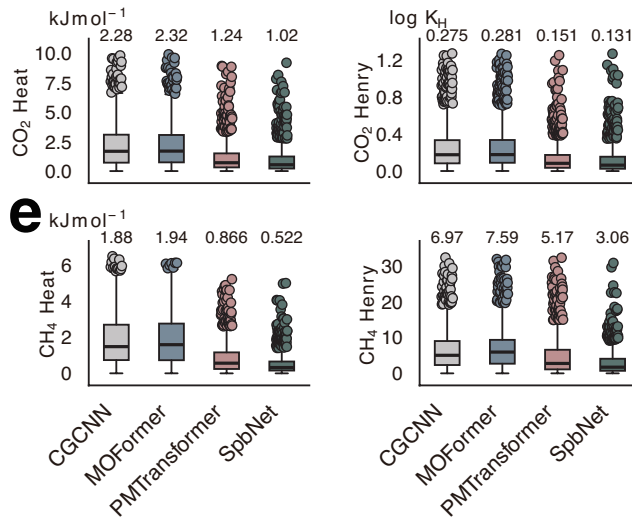 kJmol⁻¹
2.28 2.32 1.24 1.02
CO₂ Heat
10.0
7.5
5.0
2.5
0.0
log K_H
0.275 0.281 0.151 0.131
CO₂ Henry
1.2
0.8
0.4
0.0
e
kJmol⁻¹
1.88 1.94 0.866 0.522
CH₄ Heat
6
4
2
0
CGCNN
MOFormer
PMTransformer
SpbNet
6.97 7.59 5.17 3.06
CH₄ Henry
30
20
10
0
CGCNN
MOFormer
PMTransformer
SpbNet